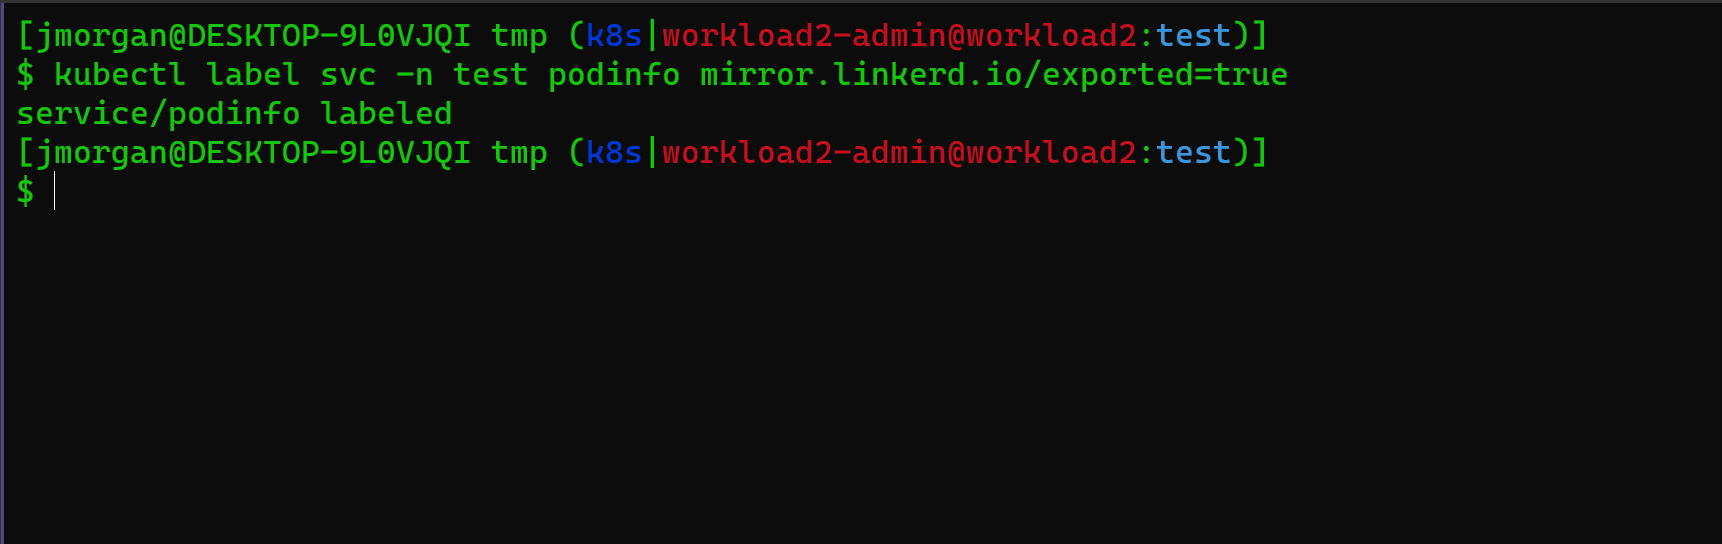 [jmorgan@DESKTOP-9L0VJQI tmp (k8s|workload2-admin@workload2:test)]
$ kubectl label svc -n test podinfo mirror.linkerd.io/exported=true
service/podinfo labeled
[jmorgan@DESKTOP-9L0VJQI tmp (k8s|workload2-admin@workload2:test)]
$